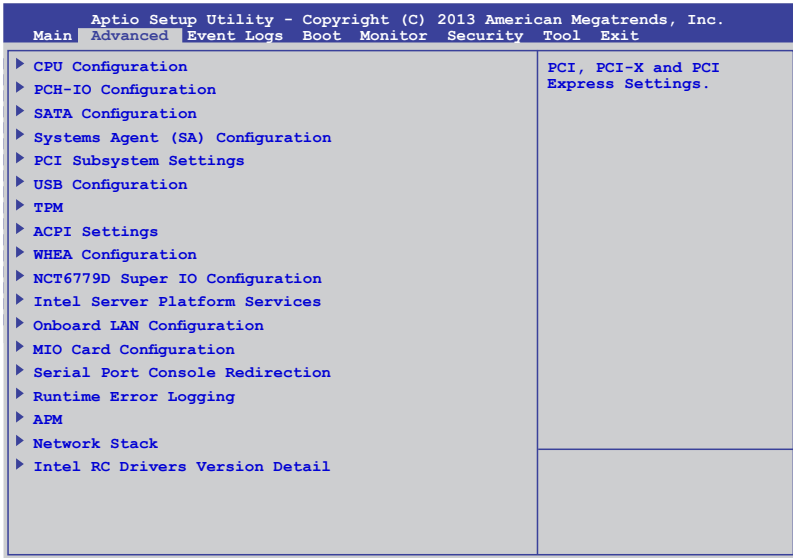 Aptio Setup Utility - Copyright (C) 2013 American Megatrends, Inc.
Main Advanced Event Logs Boot Monitor Security Tool Exit
CPU Configuration
PCH-IO Configuration
SATA Configuration
Systems Agent (SA) Configuration
PCI Subsystem Settings
USB Configuration
TPM
ACPI Settings
WHEA Configuration
NCT6779D Super IO Configuration
Intel Server Platform Services
Onboard LAN Configuration
MIO Card Configuration
Serial Port Console Redirection
Runtime Error Logging
APM
Network Stack
Intel RC Drivers Version Detail
PCI, PCI-X and PCI
Express Settings.